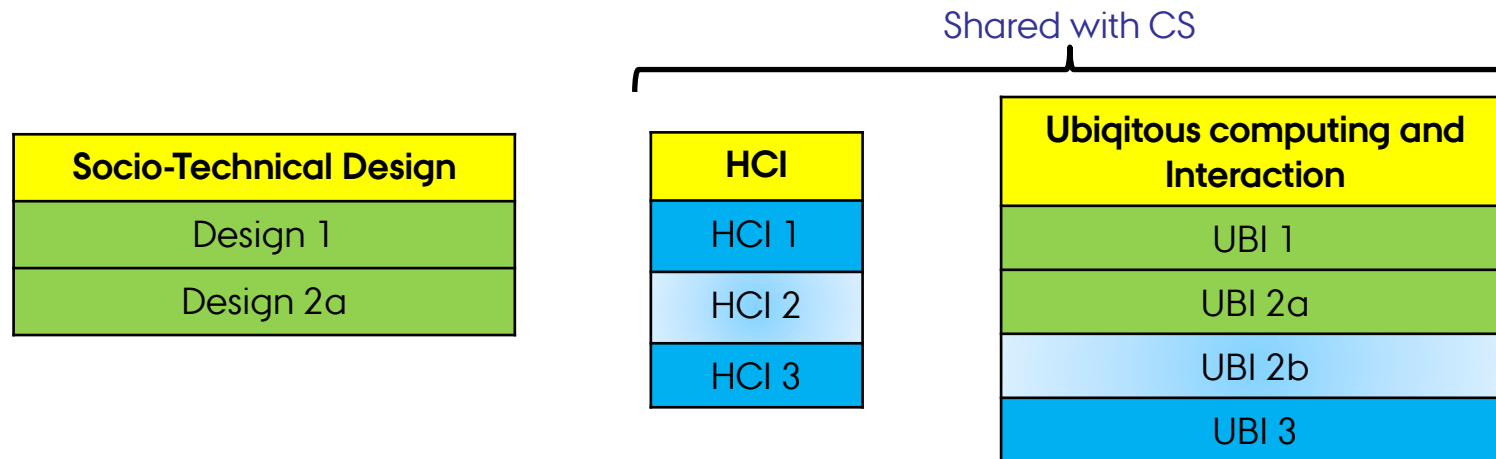 Shared with CS
Socio-Technical Design
Design 1
Design 2a
HCI
HCI 1
HCI 2
HCI 3
Ubiqitous computing and
Interaction
UBI 1
UBI 2a
UBI 2b
UBI 3